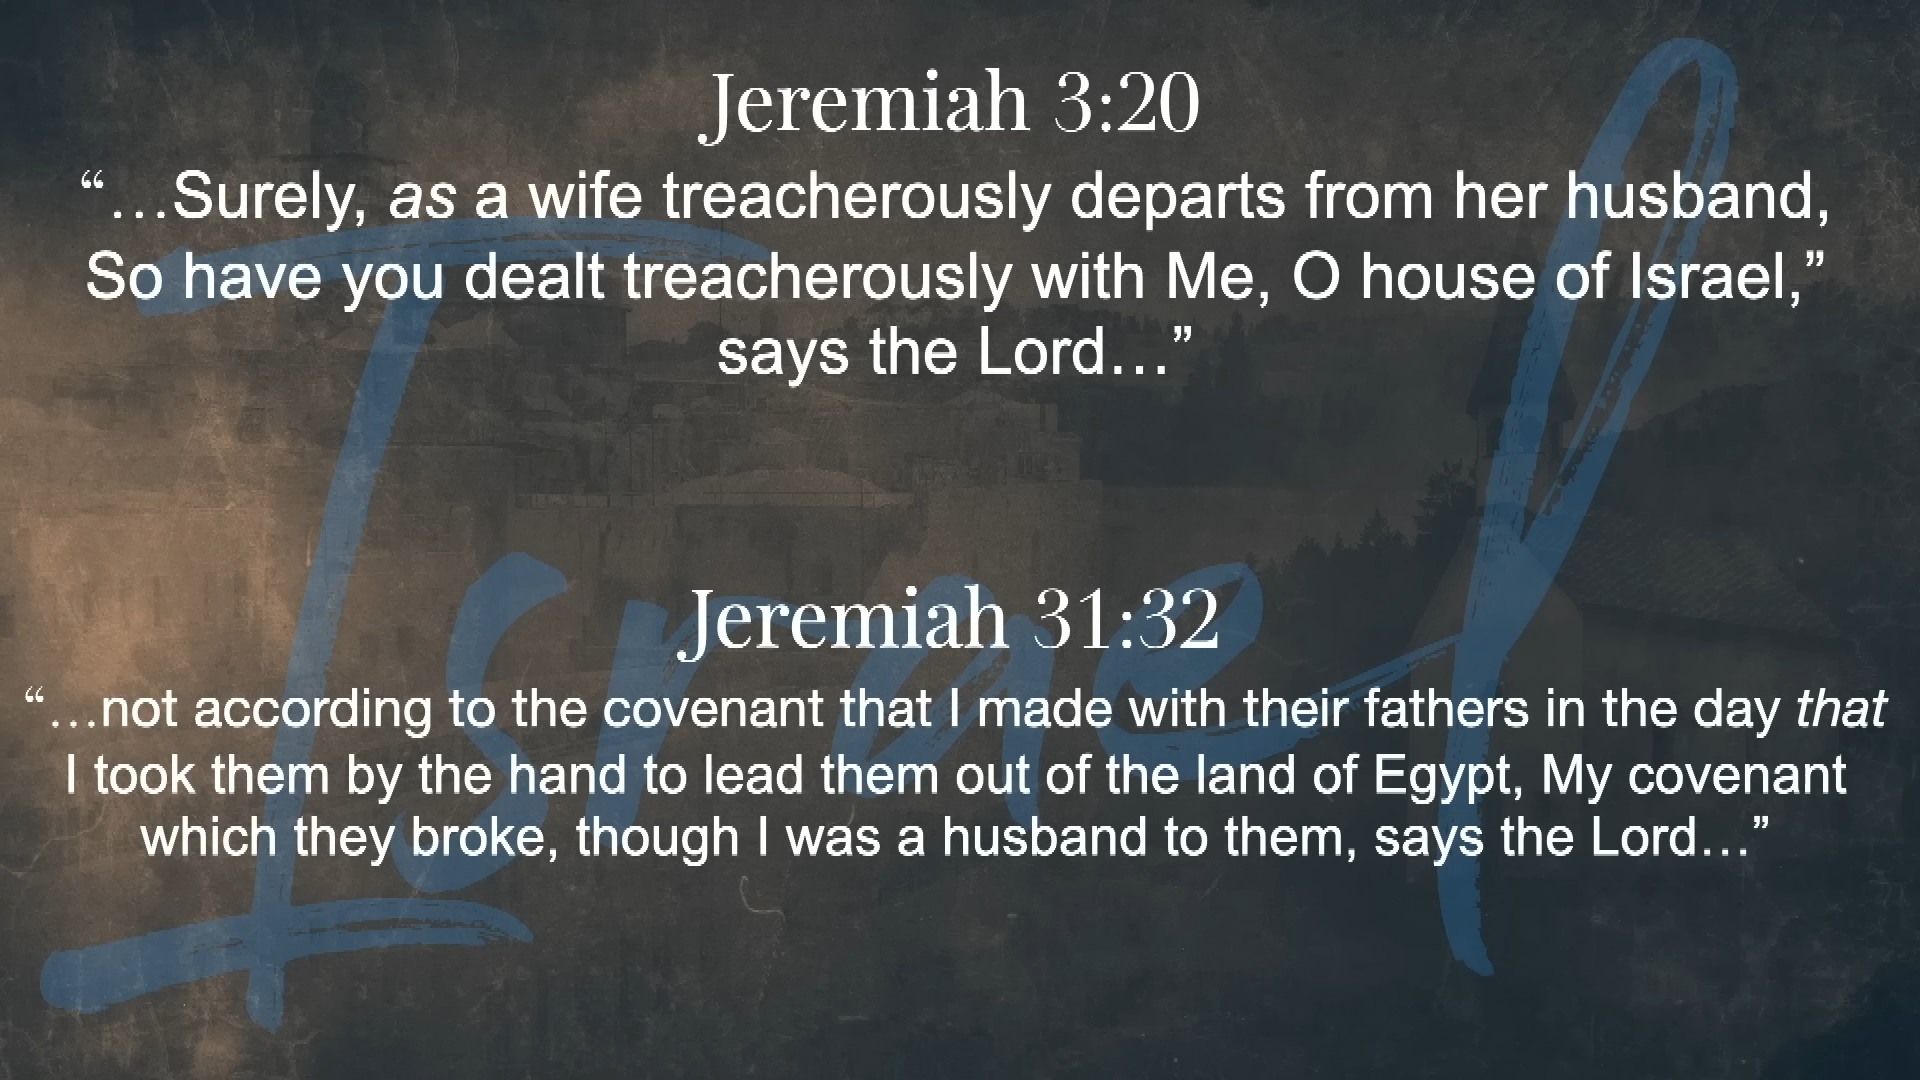 Jeremiah 3:20
“…Surely, as a wife treacherously departs from her husband,
So have you dealt treacherously with Me, O house of Israel,”
says the Lord…”
Jeremiah 31:32
“…not according to the covenant that I made with their fathers in the day that
I took them by the hand to lead them out of the land of Egypt, My covenant
which they broke, though I was a husband to them, says the Lord…”
Israel